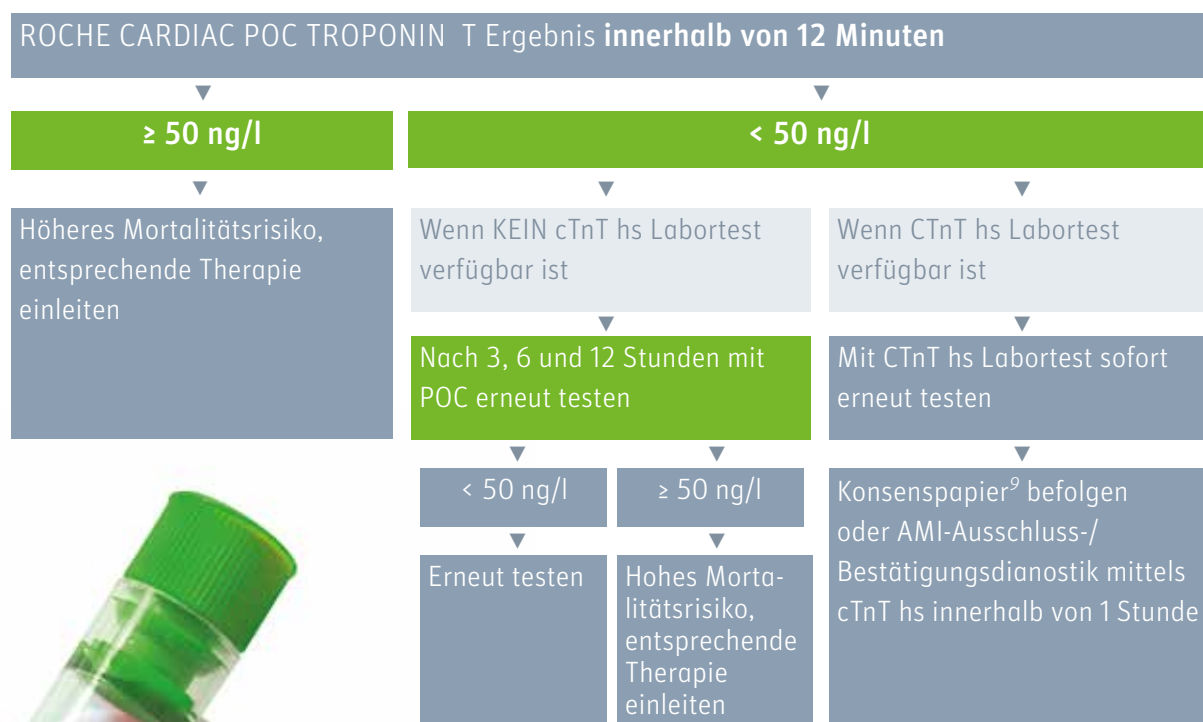 ROCHE CARDIAC POC TROPONIN T Ergebnis innerhalb von 12 Minuten
≥ 50 ng/l
< 50 ng/l
Höheres Mortalitätsrisiko,
entsprechende Therapie
einleiten
Wenn KEIN cTnT hs Labortest
verfügbar ist
Wenn CTnT hs Labortest
verfügbar ist
Nach 3, 6 und 12 Stunden mit
POC erneut testen
Mit CTnT hs Labortest sofort
erneut testen
< 50 ng/l
≥ 50 ng/l
Erneut testen
Hohes Morta-
litätsrisiko,
entsprechende
Therapie
einleiten
Konsenspapier⁹ befolgen
oder AMI-Ausschluss-/
Bestätigungsdianostik mittels
cTnT hs innerhalb von 1 Stunde